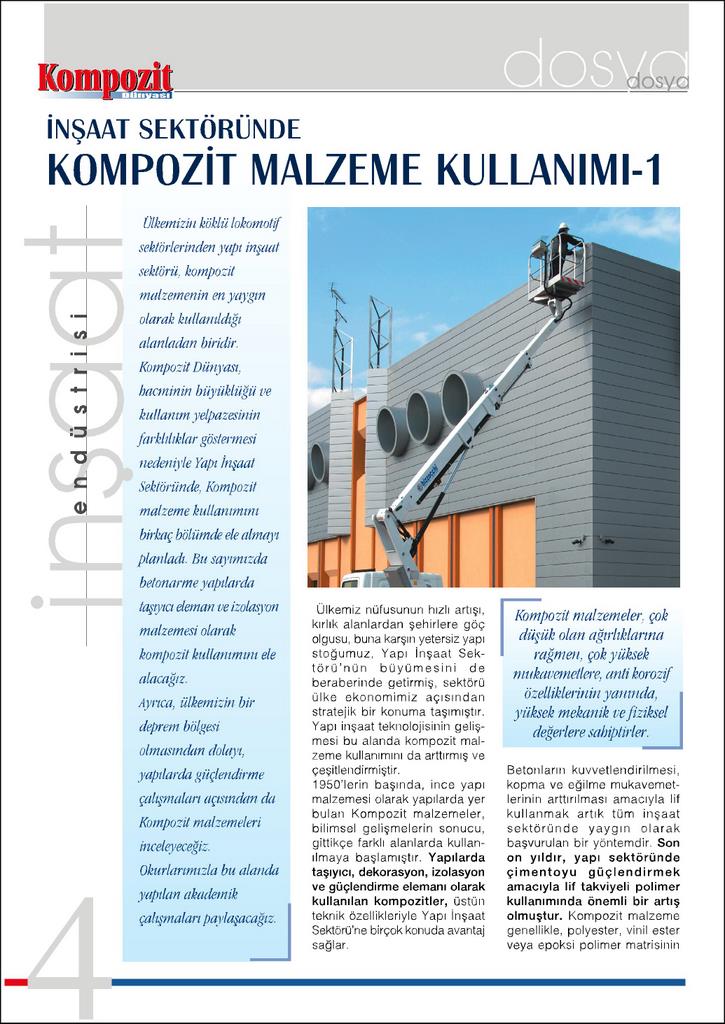 dosya
dosya
Kompozit
Dünyası
İNŞAAT SEKTÖRÜNDE
KOMPOZİT MALZEME KULLANIMI-1
inşaat
endüstrisi
Ülkemizin köklü lokomotif
sektörlerinden yapı inşaat
sektörü, kompozit
malzemenin en yaygın
olarak kullanıldığı
alanladan biridir.
Kompozit Dünyası,
hacminin büyüklüğü ve
kullanım yelpazesinin
farklılıklar göstermesi
nedeniyle Yapı İnşaat
Sektöründe, Kompozit
malzeme kullanımını
birkaç bölümde ele almayı
planladı. Bu sayımızda
betonarme yapılarda
taşıyıcı eleman ve izolasyon
malzemesi olarak
kompozit kullanımını ele
alacağız.
Ayrıca, ülkemizin bir
deprem bölgesi
olmasından dolayı,
yapılarda güçlendirme
çalışmaları açısından da
Kompozit malzemeleri
inceleyeceğiz.
Okurlarımızla bu alanda
yapılan akademik
çalışmaları paylaşacağız.
Ülkemiz nüfusunun hızlı artışı,
kırlık alanlardan şehirlere göç
olgusu, buna karşın yetersiz yapı
stoğumuz, Yapı İnşaat Sek-
törü'nün büyümesini de
beraberinde getirmiş, sektörü
ülke ekonomimiz açısından
stratejik bir konuma taşımıştır.
Yapı inşaat teknolojisinin geliş-
mesi bu alanda kompozit mal-
zeme kullanımını da arttırmış ve
çeşitlendirmiştir.
1950'lerin başında, ince yapı
malzemesi olarak yapılarda yer
bulan Kompozit malzemeler,
bilimsel gelişmelerin sonucu,
gittikçe farklı alanlarda kullan-
ılmaya başlamıştır. Yapılarda
taşıyıcı, dekorasyon, izolasyon
ve güçlendirme elemanı olarak
kullanılan kompozitler, üstün
teknik özellikleriyle Yapı İnşaat
Sektörü'ne birçok konuda avantaj
sağlar.
Kompozit malzemeler, çok
düşük olan ağırlıklarına
rağmen, çok yüksek
mukavemetlere, anti korozif
özelliklerinin yanında,
yüksek mekanik ve fiziksel
değerlere sahiptirler.
Betonların kuvvetlendirilmesi,
kopma ve eğilme mukavemet-
lerinin arttırılması amacıyla lif
kullanmak artık tüm inşaat
sektöründe yaygın olarak
başvurulan bir yöntemdir. Son
on yıldır, yapı sektöründe
çimentoyu güçlendirmek
amacıyla lif takviyeli polimer
kullanımında önemli bir artış
olmuştur. Kompozit malzeme
genellikle, polyester, vinil ester
veya epoksi polimer matrisinin
4